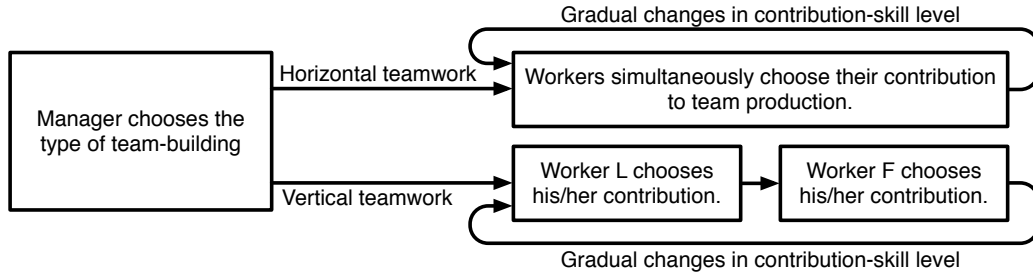 Gradual changes in contribution-skill level
Horizontal teamwork
Workers simultaneously choose their contribution
to team production.
Manager chooses the
type of team-building
Worker L chooses
his/her contribution.
Worker F chooses
his/her contribution.
Vertical teamwork
Gradual changes in contribution-skill level